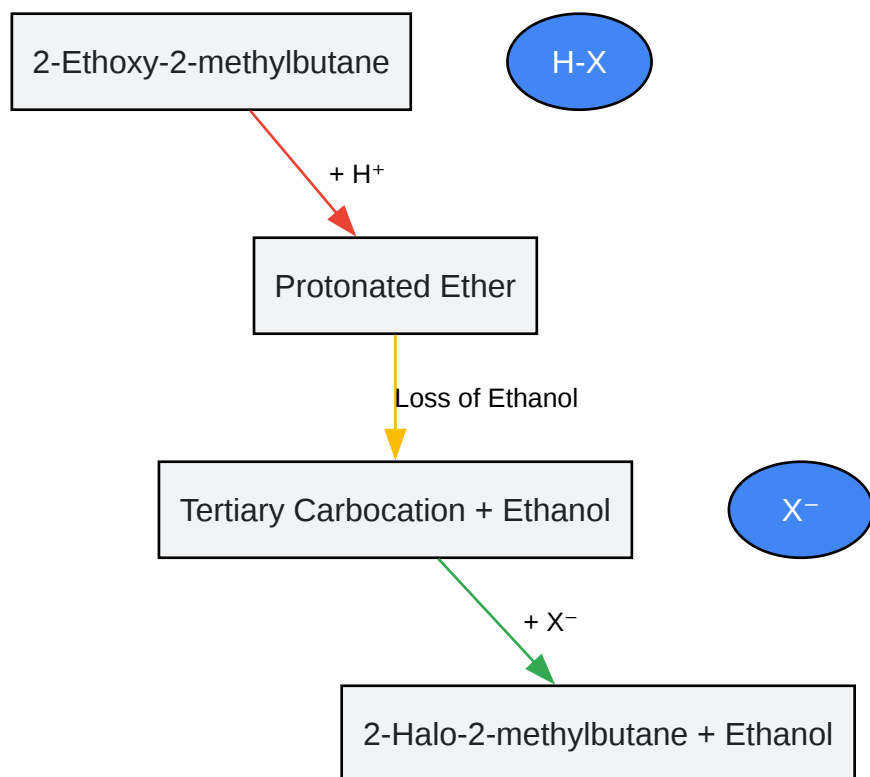 2-Ethoxy-2-methylbutane
H-X
+ H⁺
Protonated Ether
Loss of Ethanol
Tertiary Carbocation + Ethanol
X⁻
+ X⁻
2-Halo-2-methylbutane + Ethanol